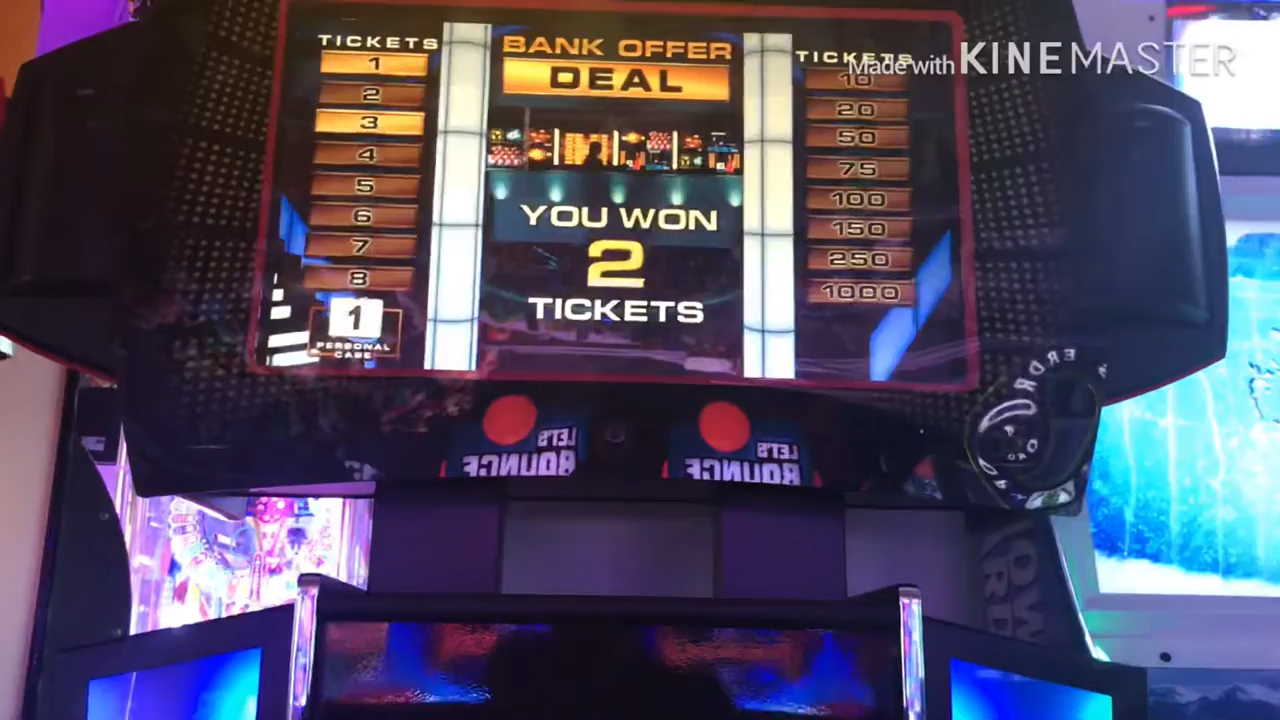 TICKETS
1
2
3
4
5
6
7
8
1
PERSONAL
CASE
BANK OFFER
DEAL
YOU WON
2
TICKETS
TICKETS
10
20
50
75
100
150
250
1000
Made with KINEMASTER
LET'S
BOUNCE
LET'S
BOUNCE